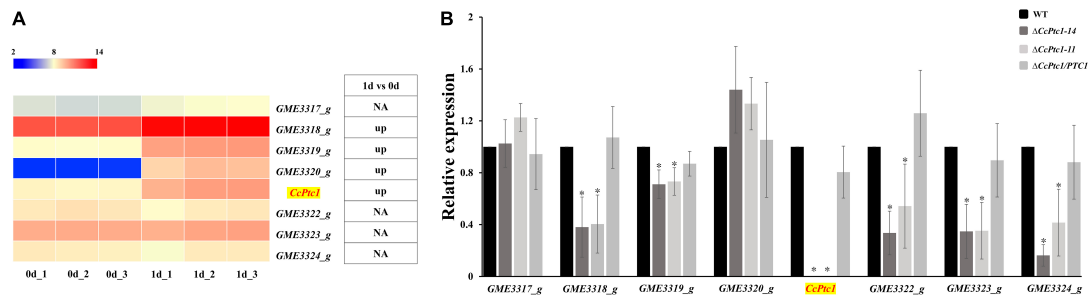 A
2 8 14
1d vs 0d
GME3317_g NA
GME3318_g up
GME3319_g up
GME3320_g up
CcPtc1 up
GME3322_g NA
GME3323_g NA
GME3324_g NA
0d_1 0d_2 0d_3 1d_1 1d_2 1d_3
B
Relative expression
2
1.6
1.2
0.8
0.4
0
WT
ΔCcPtc1-14
ΔCcPtc1-11
ΔCcPtc1/PTC1
* * * * * * * * * * * *
GME3317_g GME3318_g GME3319_g GME3320_g CcPtc1 GME3322_g GME3323_g GME3324_g